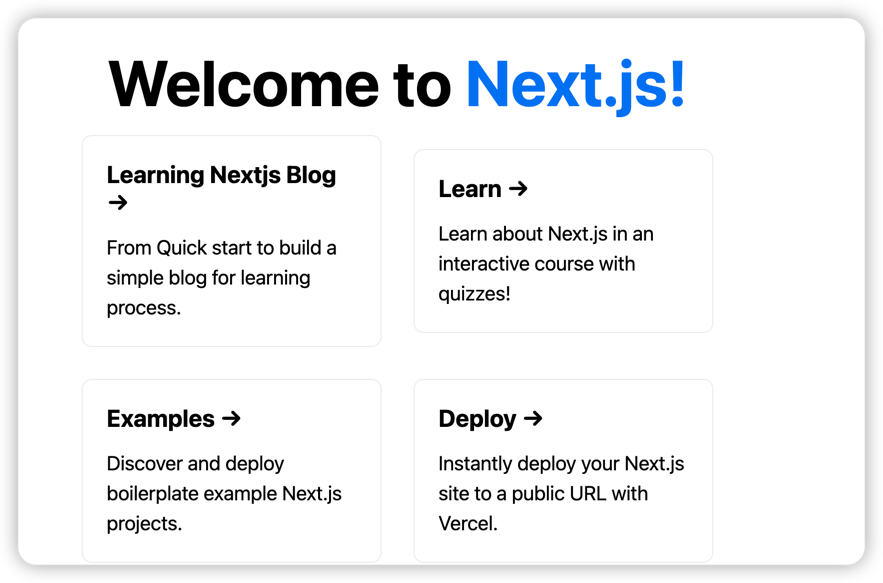 Welcome to Next.js!
Learning Nextjs Blog
→
From Quick start to build a
simple blog for learning
process.
Learn →
Learn about Next.js in an
interactive course with
quizzes!
Examples →
Discover and deploy
boilerplate example Next.js
projects.
Deploy →
Instantly deploy your Next.js
site to a public URL with
Vercel.